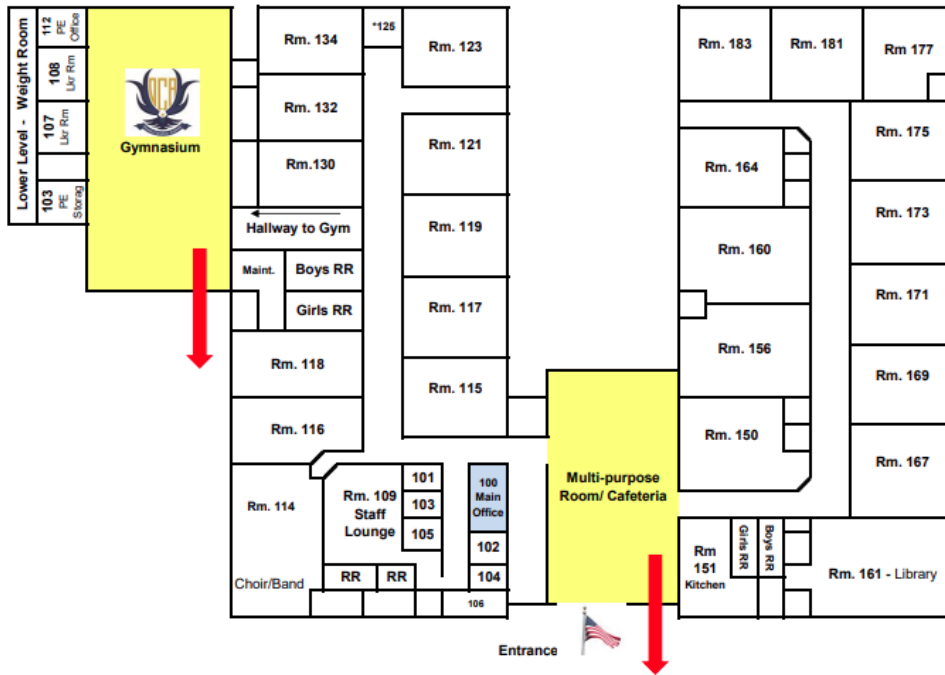 Lower Level - Weight Room
112
PE
Office
108
Lkr Rm
107
Lkr Rm
103
PE
Storag
Gymnasium
Rm. 134
*125
Rm. 123
Rm. 132
Rm.130
Rm. 121
Hallway to Gym
Rm. 119
Maint.
Boys RR
Girls RR
Rm. 117
Rm. 118
Rm. 115
Rm. 116
Rm. 114
Choir/Band
Rm. 109
Staff
Lounge
101
103
105
RR
RR
100
Main
Office
102
104
106
Multi-purpose
Room/ Cafeteria
Entrance
Rm. 183
Rm. 181
Rm 177
Rm. 175
Rm. 164
Rm. 173
Rm. 160
Rm. 171
Rm. 156
Rm. 169
Rm. 150
Rm. 167
Rm
151
Kitchen
Girls RR
Boys RR
Rm. 161 - Library